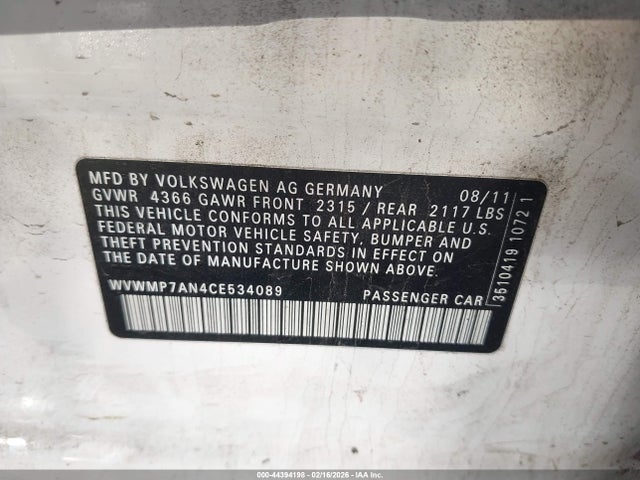 MFD BY VOLKSWAGEN AG GERMANY 08/11
GVWR 4366 GAWR FRONT 2315 / REAR 2117 LBS
THIS VEHICLE CONFORMS TO ALL APPLICABLE U.S.
FEDERAL MOTOR VEHICLE SAFETY, BUMPER AND
THEFT PREVENTION STANDARDS IN EFFECT ON
THE DATE OF MANUFACTURE SHOWN ABOVE.
WVWMP7AN4CE534089 PASSENGER CAR
3510419 1072 1
000-44394198 - 02/16/2026 - IAA Inc.